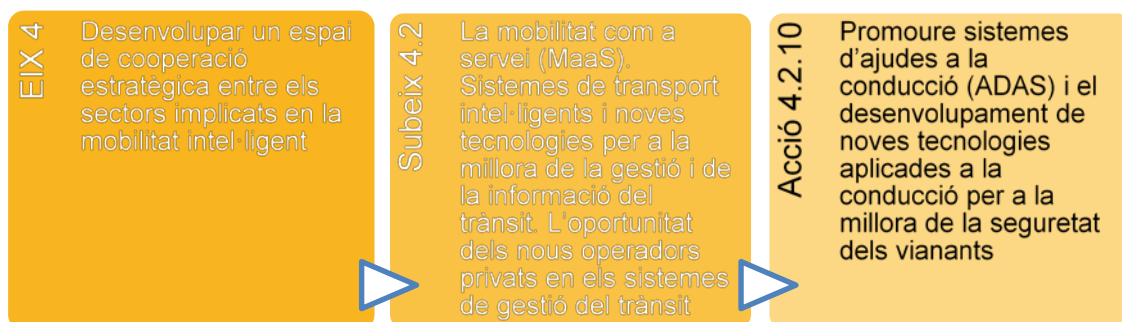 EIX 4
Desenvolupar un espai
de cooperació
estratègica entre els
sectors implicats en la
mobilitat intel·ligent
Subeix 4.2
La mobilitat com a
servei (MaaS).
Sistemes de transport
intel·ligents i noves
tecnologies per a la
millora de la gestió i de
la informació del
trànsit. L'oportunitat
dels nous operadors
privats en els sistemes
de gestió del trànsit
Acció 4.2.10
Promoure sistemes
d'ajudes a la
conducció (ADAS) i el
desenvolupament de
noves tecnologies
aplicades a la
conducció per a la
millora de la seguretat
dels vianants